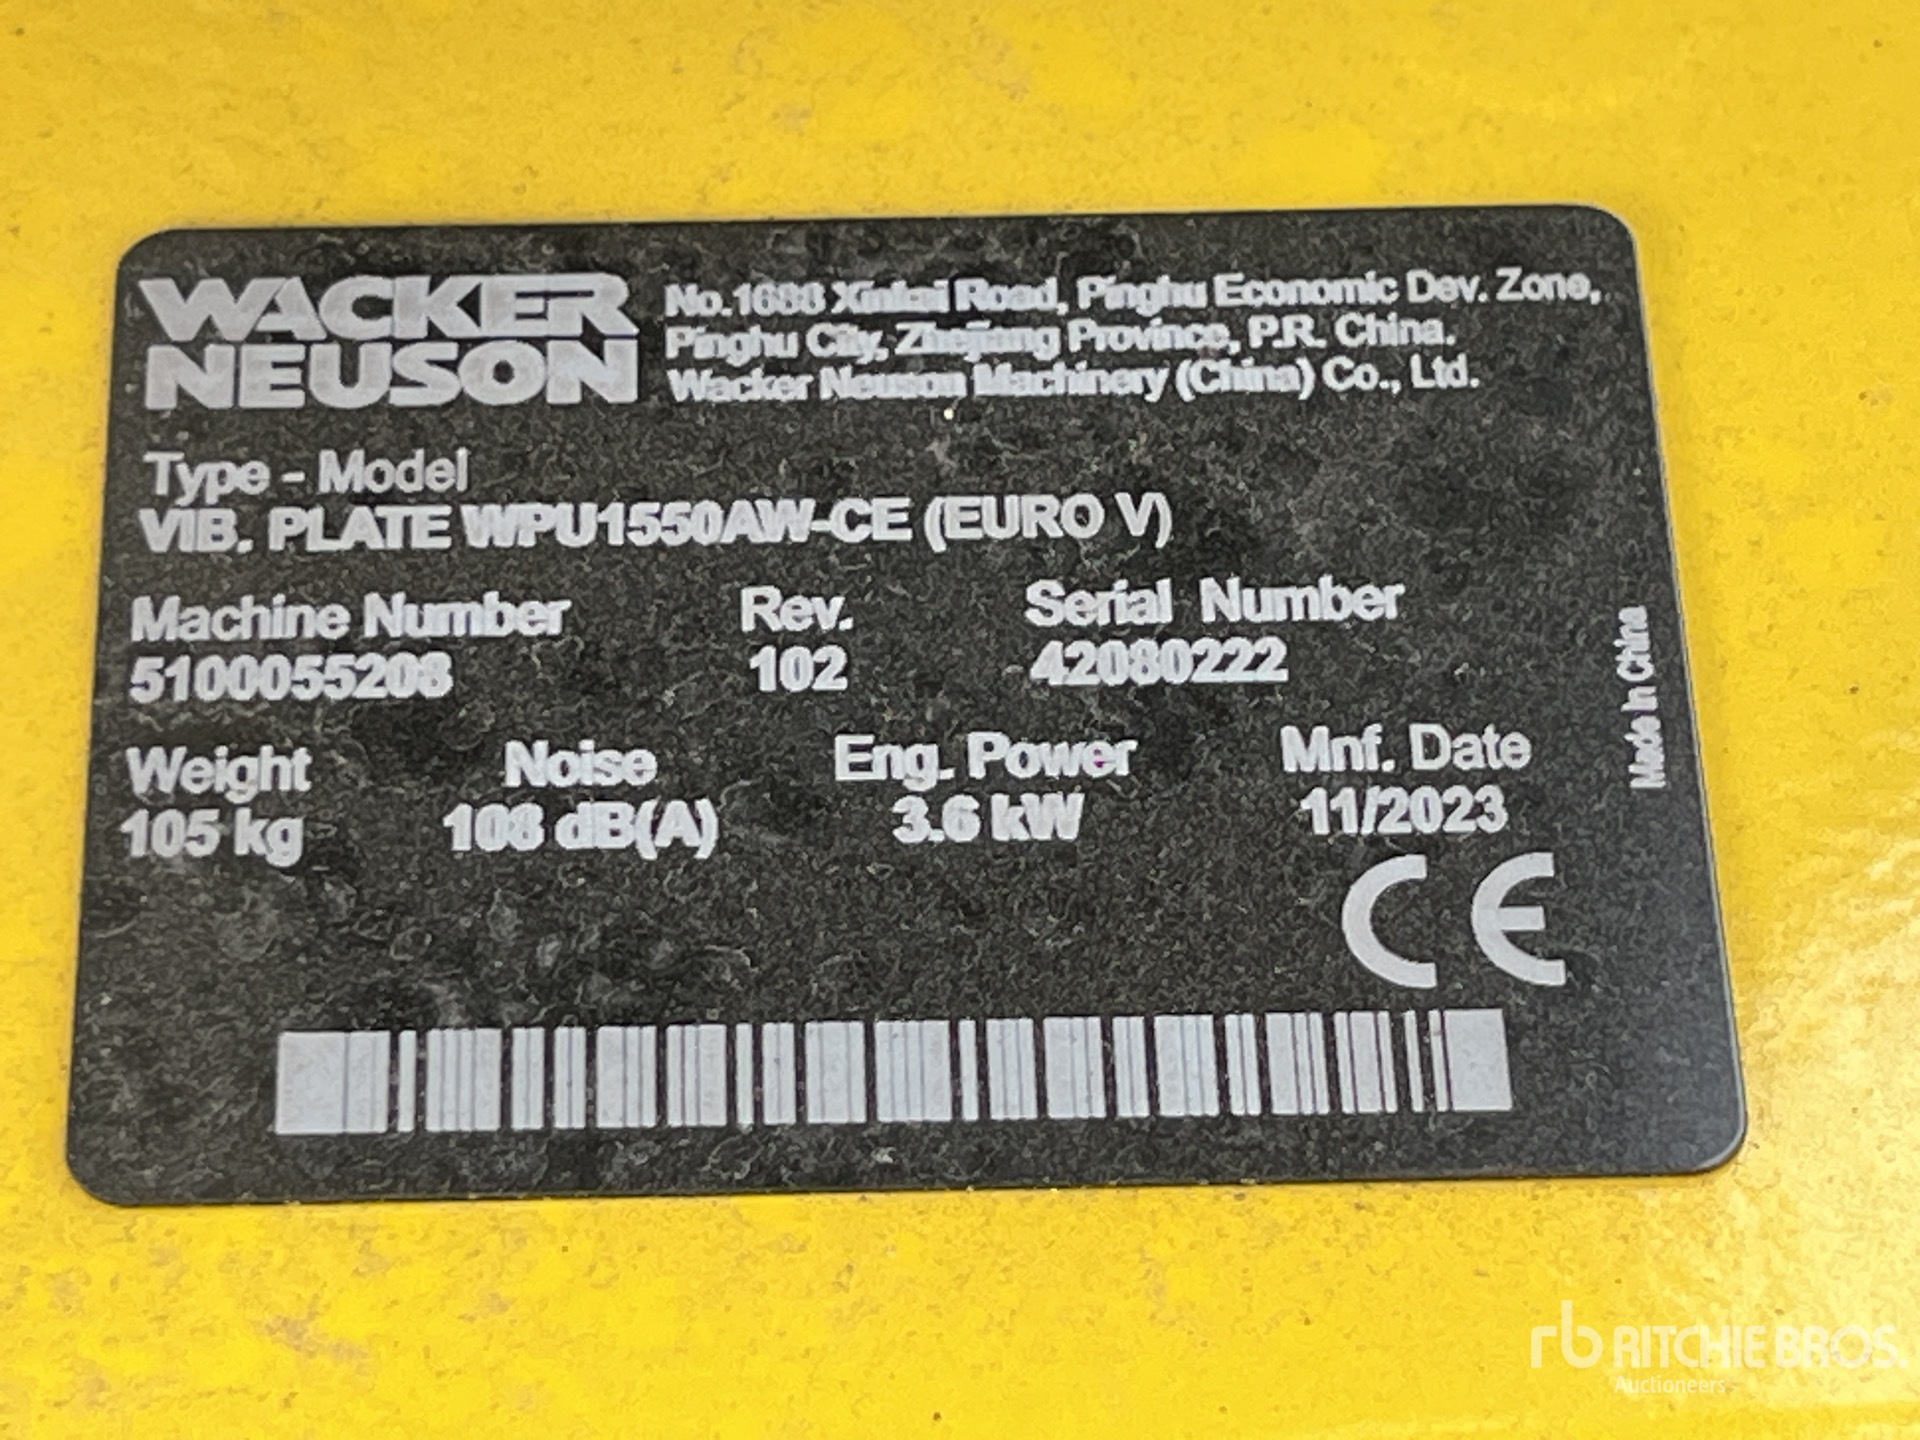 WACKER
NEUSON
No.1688 Xinkai Road, Pinghu Economic Dev. Zone,
Pinghu City, Zhejiang Province, P.R. China.
Wacker Neuson Machinery (China) Co., Ltd.
Type - Model
VIB. PLATE WPU1550AW-CE (EURO V)
Machine Number Rev. Serial Number
5100055208 102 42080222
Weight Noise Eng. Power Mnf. Date
105 kg 108 dB(A) 3.6 kW 11/2023
Made in China
CE
rb RITCHIE BROS.
Auctioneers